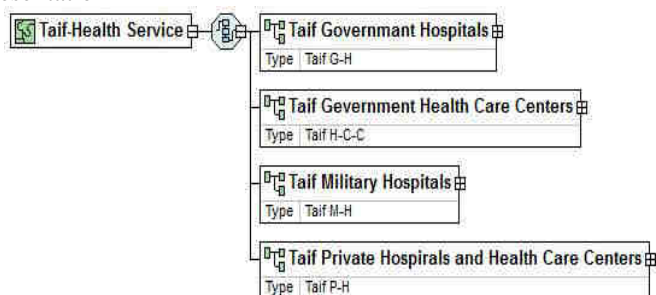 Taif-Health Service
Taif Governmant Hospitals
Type Taif G-H
Taif Gevernment Health Care Centers
Type Taif H-C-C
Taif Military Hospitals
Type Taif M-H
Taif Private Hospirals and Health Care Centers
Type Taif P-H